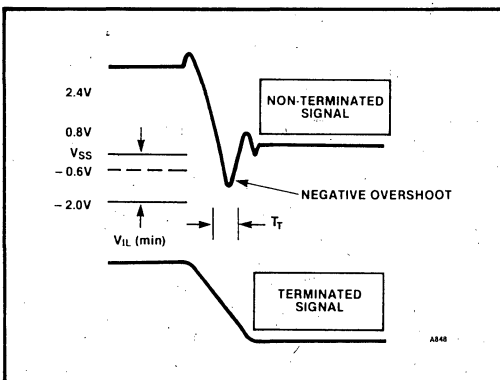 2.4V
NON-TERMINATED
SIGNAL
0.8V
VSS
– 0.6V
NEGATIVE OVERSHOOT
– 2.0V
TT
VIL (min)
TERMINATED
SIGNAL
A848